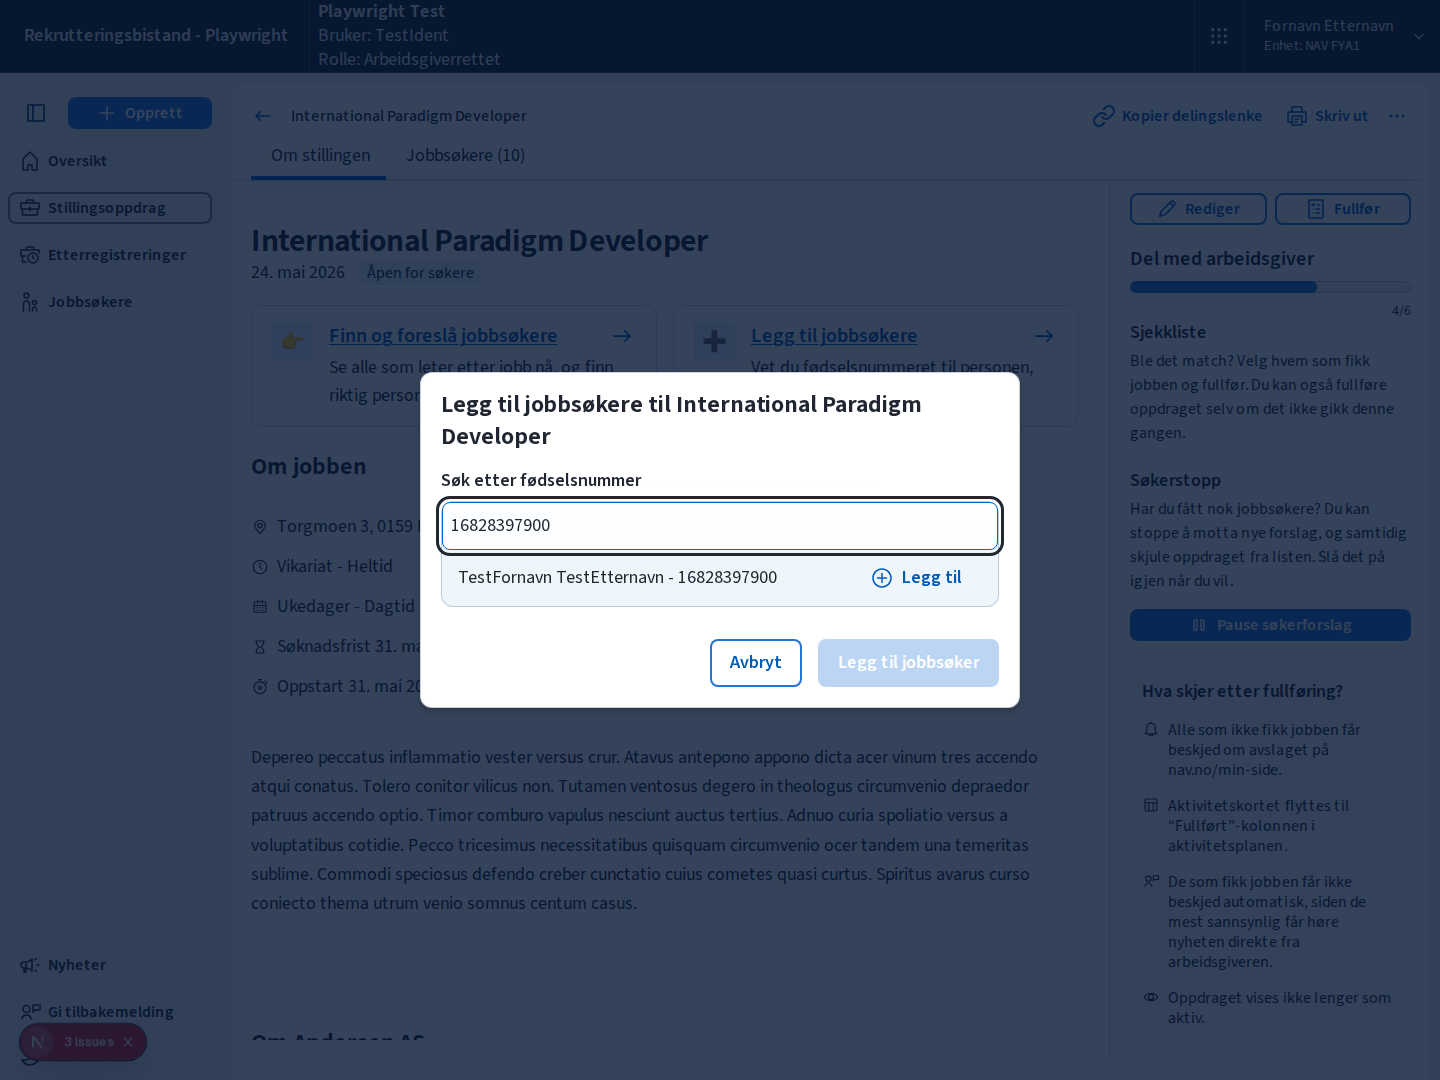 Rekrutteringsbistand - Playwright
Playwright Test
Bruker: TestIdent
Rolle: Arbeidsgiverrettet
Fornavn Etternavn
Enhet: NAV FYA1
Opprett
Oversikt
Stillingsoppdrag
Etterregistreringer
Jobbsøkere
International Paradigm Developer
Kopier delingslenke
Skriv ut
Om stillingen
Jobbsøkere (10)
International Paradigm Developer
24. mai 2026
Åpen for søkere
Finn og foreslå jobbsøkere
Se alle som leter etter jobb nå, og finn
riktig person
Legg til jobbsøkere
Vet du fødselsnummeret til personen,
Legg til jobbsøkere til International Paradigm
Developer
Søk etter fødselsnummer
16828397900
TestFornavn TestEtternavn - 16828397900
Legg til
Avbryt
Legg til jobbsøker
Om jobben
Torgmoen 3, 0159
Vikariat - Heltid
Ukedager - Dagtid
Søknadsfrist 31.
Oppstart 31. mai
Depereo peccatus inflammatio vester versus crur. Atavus antepono appono dicta acer vinum tres accendo
atqui conatus. Tolero conitor vilicus non. Tutamen ventosus degero in theologus circumvenio depraedor
patruus accendo optio. Timor comburo vapulus nesciunt auctus tertius. Adnuo curia spoliatio versus a
voluptatibus cotidie. Pecco tricesimus necessitatibus quisquam circumvenio ocer tandem una temeritas
sublime. Commodi speciosus defendo creber cunctatio cuius cometes quasi curtus. Spiritus avarus curso
coniecto thema utrum venio somnus centum casus.
Om Andersen AS
Rediger
Fullfør
Del med arbeidsgiver
4/6
Sjekkliste
Ble det match? Velg hvem som fikk
jobben og fullfør. Du kan også fullføre
oppdraget selv om det ikke gikk denne
gangen.
Søkerstopp
Har du fått nok jobbsøkere? Du kan
stoppe å motta nye forslag, og samtidig
skjule oppdraget fra listen. Slå det på
igjen når du vil.
Pause søkerforslag
Hva skjer etter fullføring?
Alle som ikke fikk jobben får
beskjed om avslaget på
nav.no/min-side.
Aktivitetskortet flyttes til
“Fullført”-kolonnen i
aktivitetsplanen.
De som fikk jobben får ikke
beskjed automatisk, siden de
mest sannsynlig får høre
nyheten direkte fra
arbeidsgiveren.
Oppdraget vises ikke lenger som
aktiv.
Nyheter
Gi tilbakemelding
N
3 Issues